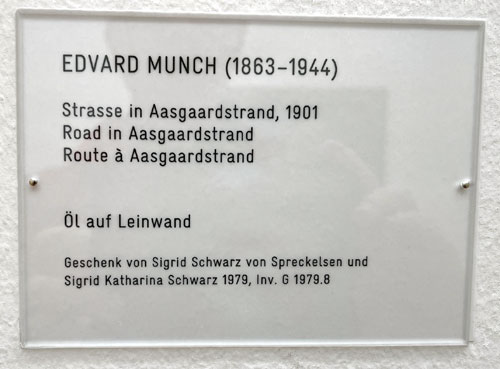 EDVARD MUNCH (1863–1944)
Strasse in Aasgaardstrand, 1901
Road in Aasgaardstrand
Route à Aasgaardstrand
Öl auf Leinwand
Geschenk von Sigrid Schwarz von Spreckelsen und
Sigrid Katharina Schwarz 1979, Inv. G 1979.8